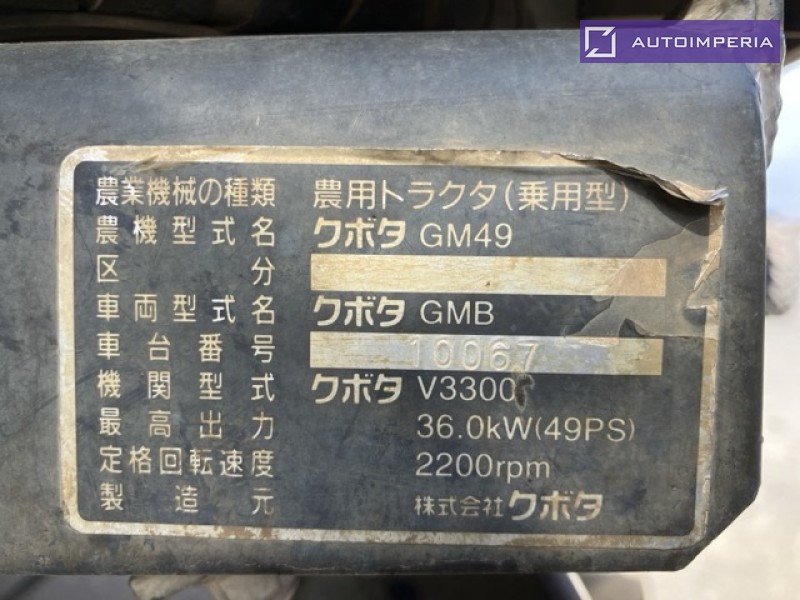 AUTOIMPERIA
農業機械の種類 農用トラクタ(乗用型)
農機型式名 クボタ GM49
区分
車両型式名 クボタ GMB
車台番号 10067
機関型式 クボタ V3300
最高出力 36.0kW(49PS)
定格回転速度 2200rpm
製造元 株式会社クボタ